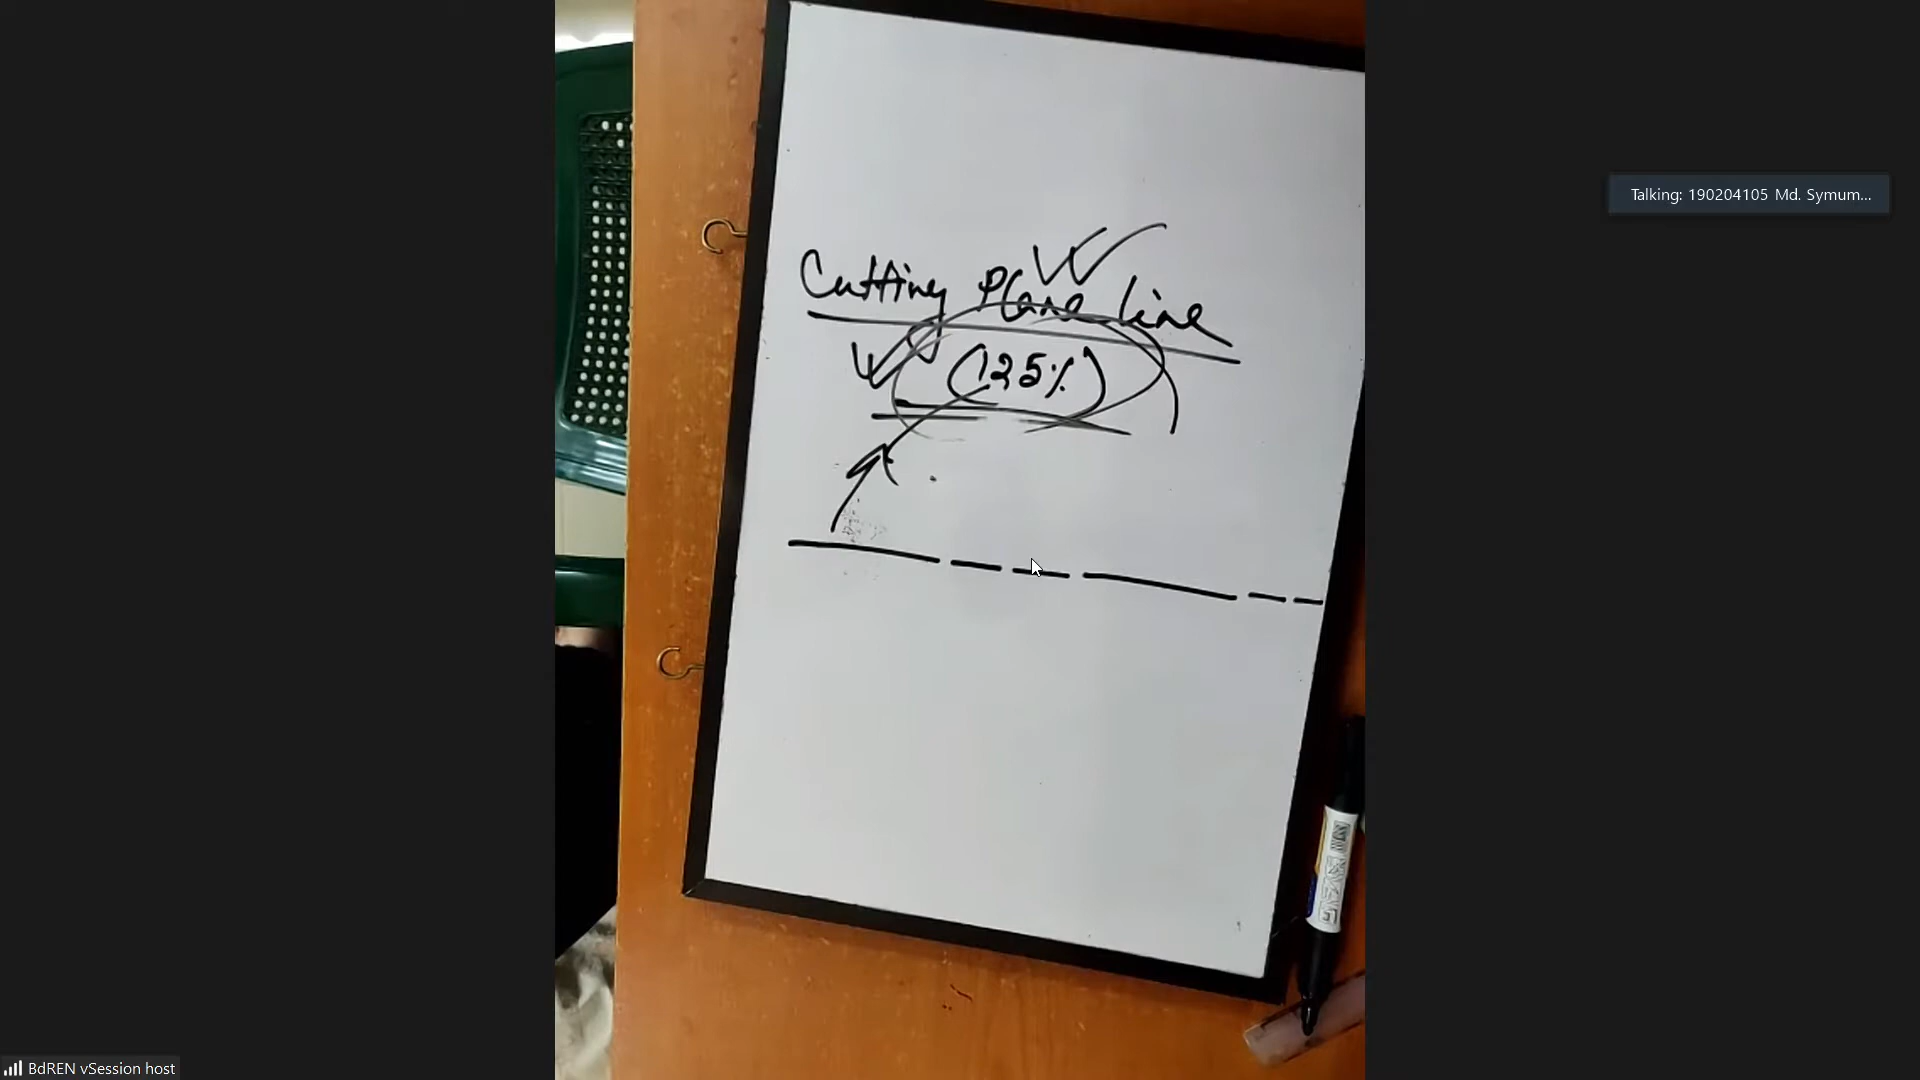 Talking: 190204105 Md. Symum...
Cutting Plane line
(125%)
BdREN vSession host